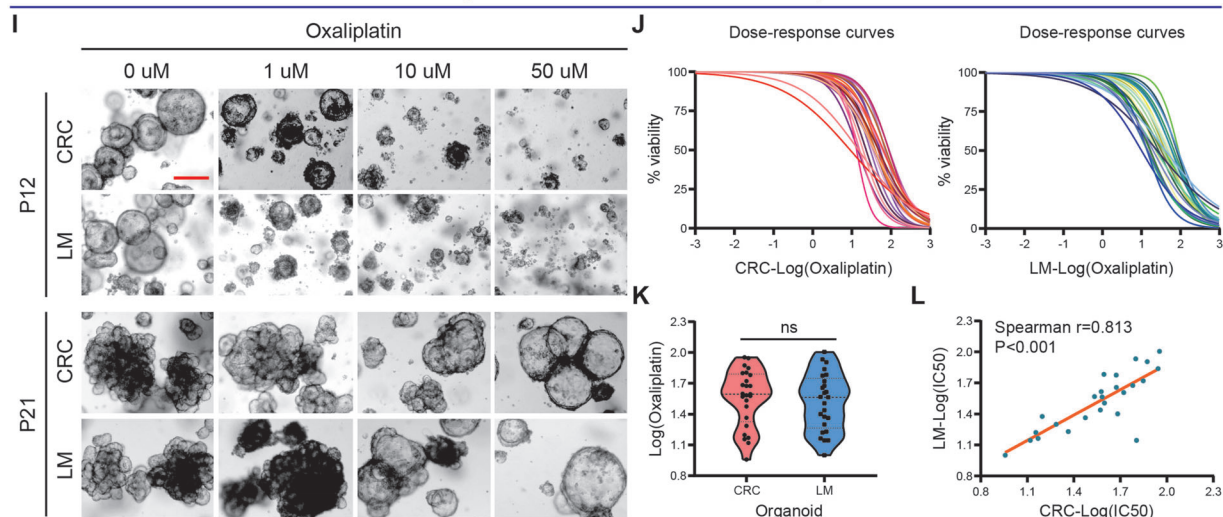 I
Oxaliplatin
0 uM 1 uM 10 uM 50 uM
P12
CRC
LM
P21
CRC
LM
J
Dose-response curves
% viability
100
75
50
25
0
-3 -2 -1 0 1 2 3
CRC-Log(Oxaliplatin)
Dose-response curves
% viability
100
75
50
25
0
-3 -2 -1 0 1 2 3
LM-Log(Oxaliplatin)
K
ns
Log(Oxaliplatin)
2.3
2.0
1.7
1.4
1.1
0.8
CRC LM
Organoid
L
Spearman r=0.813
P<0.001
LM-Log(IC50)
2.3
2.0
1.7
1.4
1.1
0.8
0.8 1.1 1.4 1.7 2.0 2.3
CRC-Log(IC50)